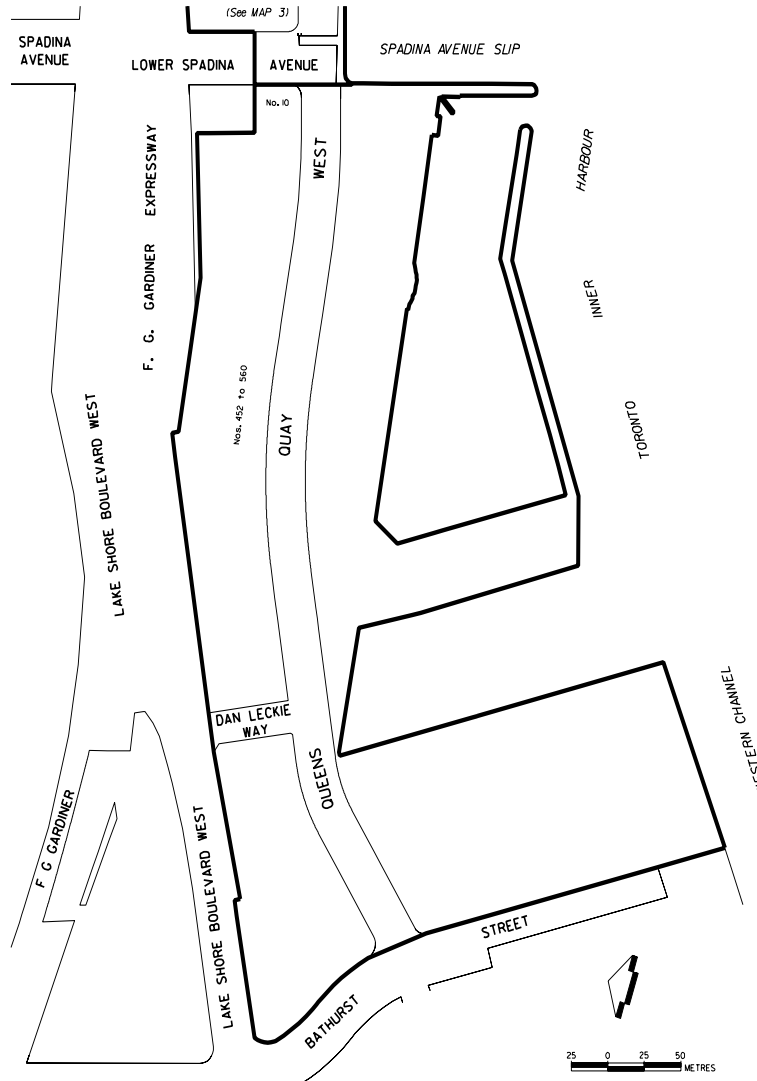 (See MAP 3)
SPADINA
AVENUE
LOWER SPADINA AVENUE
SPADINA AVENUE SLIP
No. 10
WEST
HARBOUR
F. G. GARDINER EXPRESSWAY
INNER
Nos. 452 to 560
QUAY
TORONTO
LAKE SHORE BOULEVARD WEST
DAN LECKIE
WAY
QUEENS
F G GARDINER
LAKE SHORE BOULEVARD WEST
CHANNEL
STREET
BATHURST
25 0 25 50
METRES